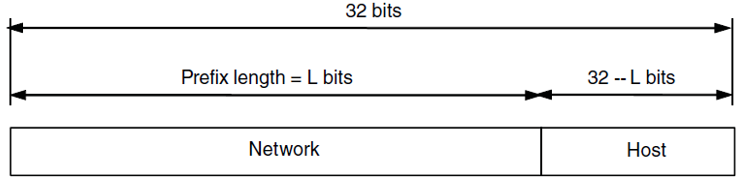 32 bits
Prefix length = L bits
32 -- L bits
Network
Host